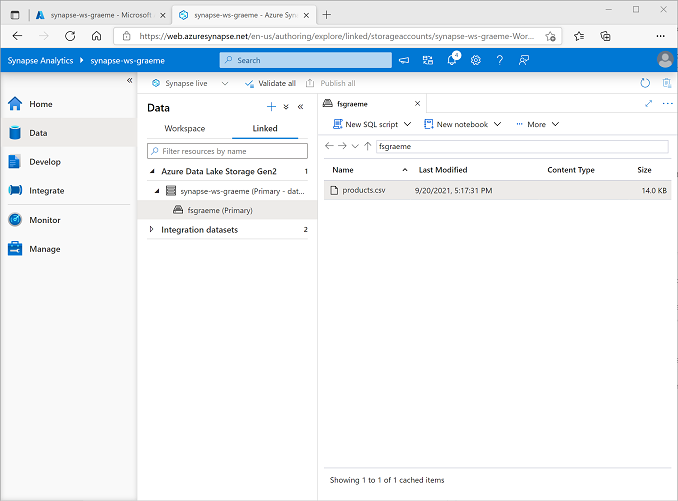 synapse-ws-graeme - Microsoft
synapse-ws-graeme - Azure Syn
https://web.azuresynapse.net/en-us/authoring/explore/linked/storageaccounts/synapse-ws-graeme-Wor...
Synapse Analytics
synapse-ws-graeme
Search
4
Home
Data
Develop
Integrate
Monitor
Manage
Synapse live
Validate all
Publish all
Data
Workspace
Linked
Filter resources by name
Azure Data Lake Storage Gen2 1
synapse-ws-graeme (Primary - dat...
fsgraeme (Primary)
Integration datasets 2
fsgraeme
New SQL script
New notebook
More
fsgraeme
Name Last Modified Content Type Size
products.csv 9/20/2021, 5:17:31 PM 14.0 KB
Showing 1 to 1 of 1 cached items